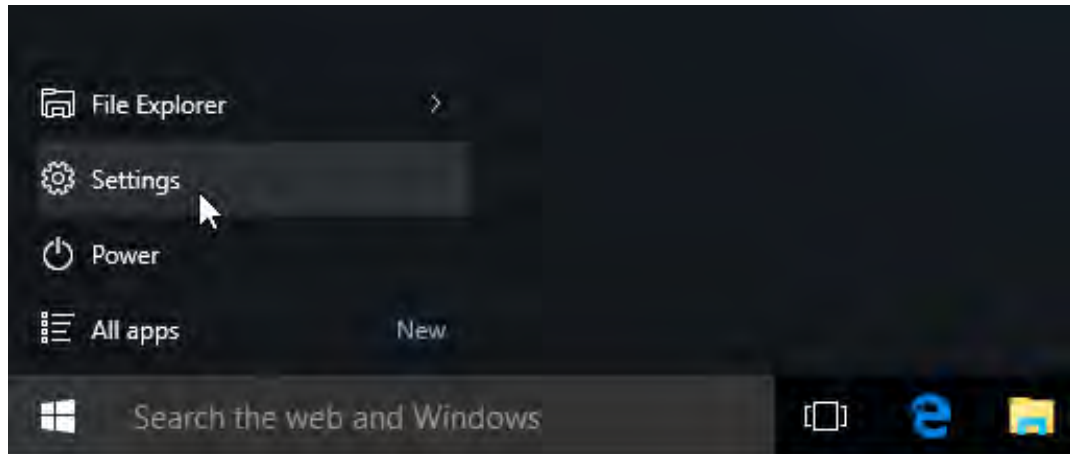 File Explorer
Settings
Power
All apps New
Search the web and Windows